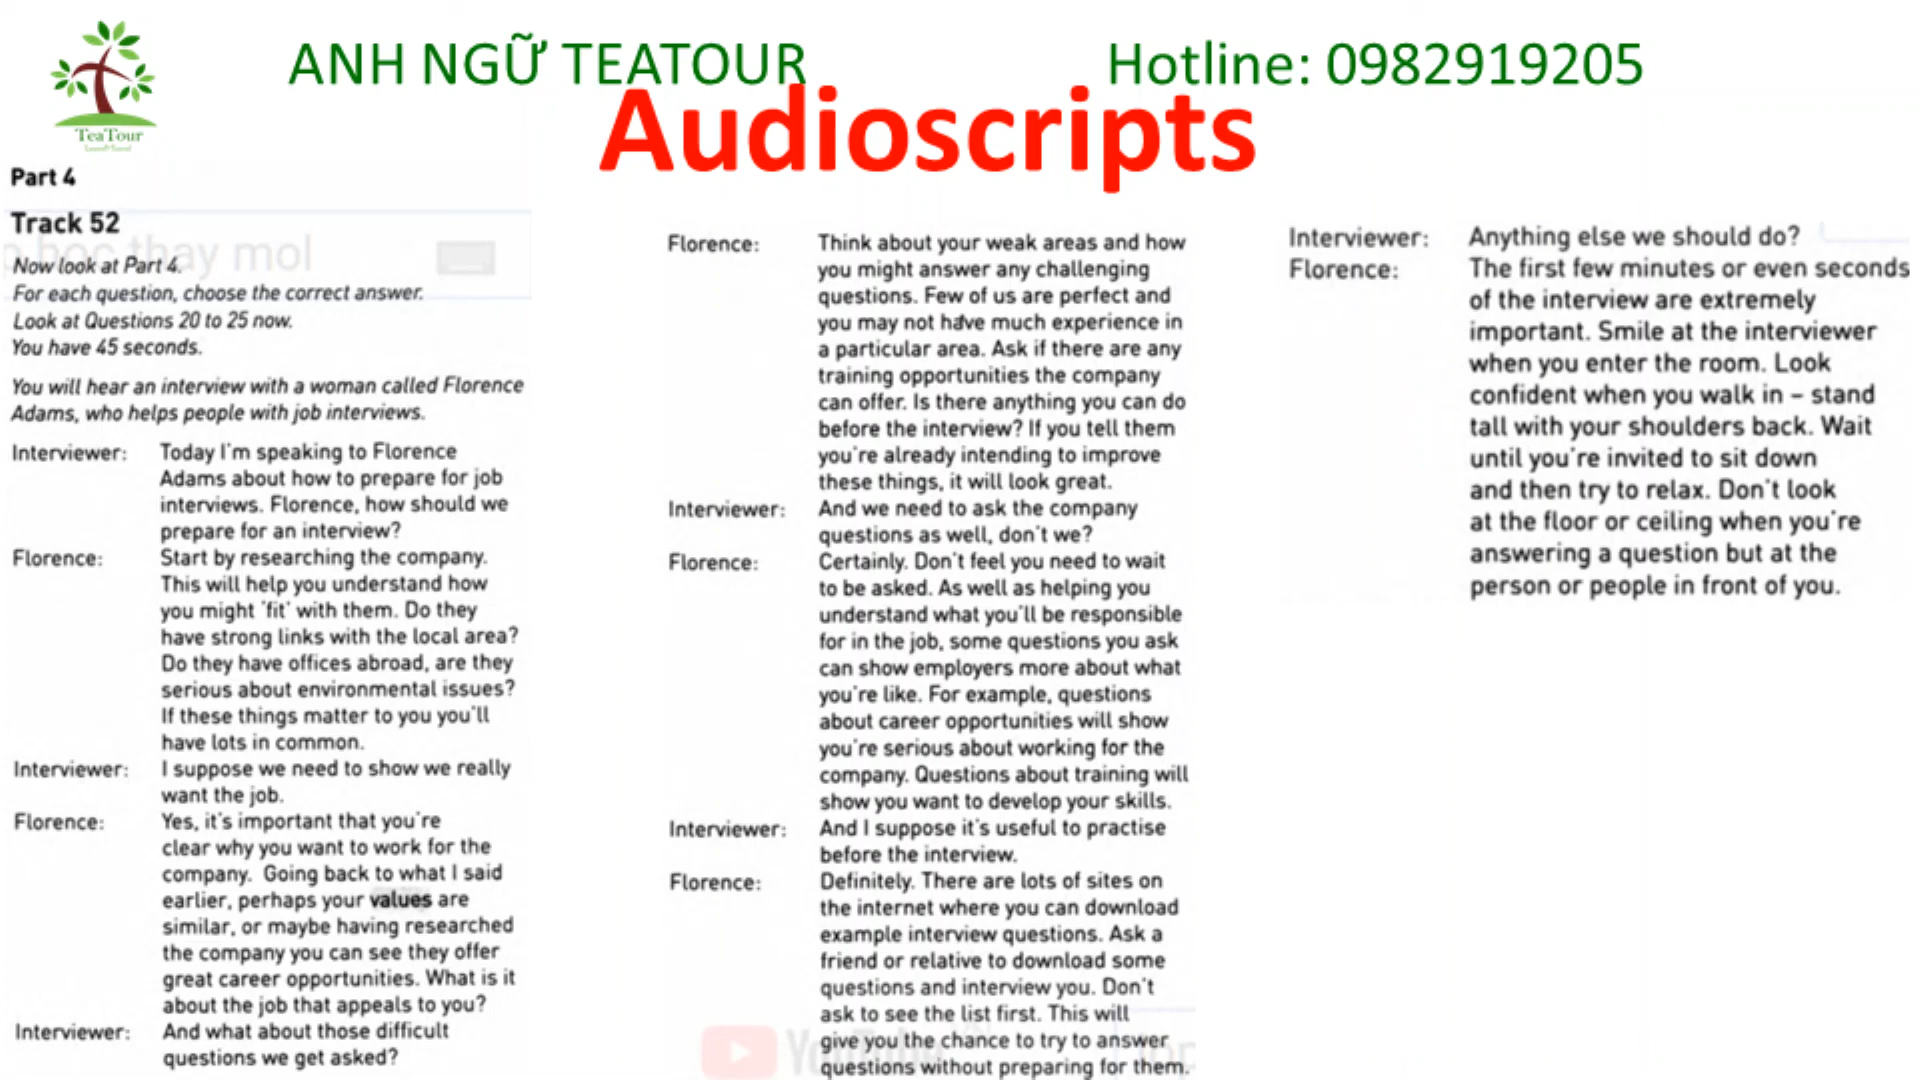 ANH NGỮ TEATOUR
Hotline: 0982919205
TeaTour
Audioscripts
Part 4
Track 52
Now look at Part 4.
For each question, choose the correct answer.
Look at Questions 20 to 25 now.
You have 45 seconds.
You will hear an interview with a woman called Florence
Adams, who helps people with job interviews.
Interviewer: Today I'm speaking to Florence
Adams about how to prepare for job
interviews. Florence, how should we
prepare for an interview?
Florence: Start by researching the company.
This will help you understand how
you might 'fit' with them. Do they
have strong links with the local area?
Do they have offices abroad, are they
serious about environmental issues?
If these things matter to you you'll
have lots in common.
Interviewer: I suppose we need to show we really
want the job.
Florence: Yes, it's important that you're
clear why you want to work for the
company. Going back to what I said
earlier, perhaps your values are
similar, or maybe having researched
the company you can see they offer
great career opportunities. What is it
about the job that appeals to you?
Interviewer: And what about those difficult
questions we get asked?
Florence: Think about your weak areas and how
you might answer any challenging
questions. Few of us are perfect and
you may not have much experience in
a particular area. Ask if there are any
training opportunities the company
can offer. Is there anything you can do
before the interview? If you tell them
you're already intending to improve
these things, it will look great.
Interviewer: And we need to ask the company
questions as well, don't we?
Florence: Certainly. Don't feel you need to wait
to be asked. As well as helping you
understand what you'll be responsible
for in the job, some questions you ask
can show employers more about what
you're like. For example, questions
about career opportunities will show
you're serious about working for the
company. Questions about training will
show you want to develop your skills.
Interviewer: And I suppose it's useful to practise
before the interview.
Florence: Definitely. There are lots of sites on
the internet where you can download
example interview questions. Ask a
friend or relative to download some
questions and interview you. Don't
ask to see the list first. This will
give you the chance to try to answer
questions without preparing for them.
Interviewer: Anything else we should do?
Florence: The first few minutes or even seconds
of the interview are extremely
important. Smile at the interviewer
when you enter the room. Look
confident when you walk in – stand
tall with your shoulders back. Wait
until you're invited to sit down
and then try to relax. Don't look
at the floor or ceiling when you're
answering a question but at the
person or people in front of you.